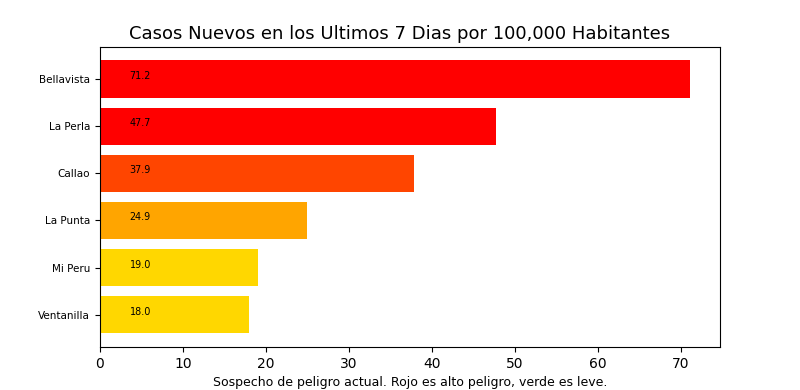 Casos Nuevos en los Ultimos 7 Dias por 100,000 Habitantes
Bellavista 71.2
La Perla 47.7
Callao 37.9
La Punta 24.9
Mi Peru 19.0
Ventanilla 18.0
0 10 20 30 40 50 60 70
Sospecho de peligro actual. Rojo es alto peligro, verde es leve.